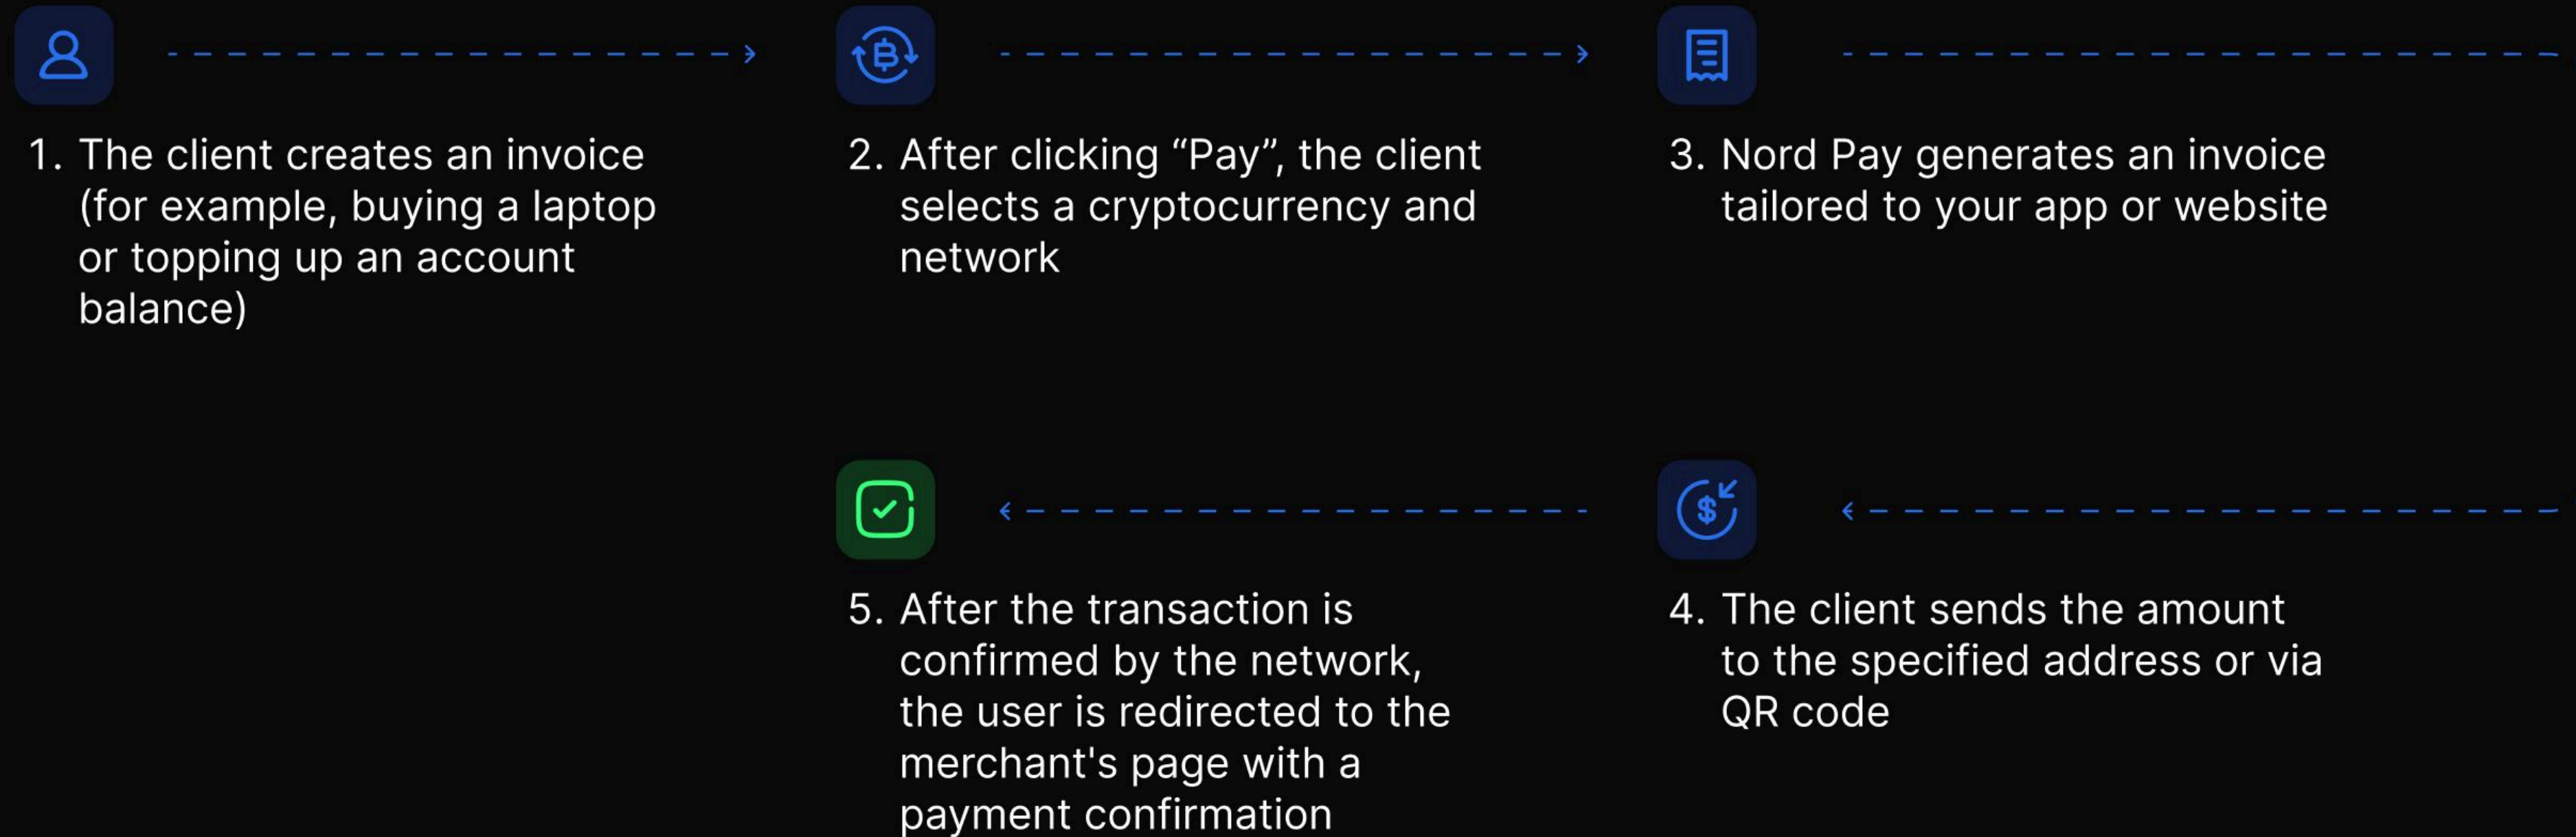 1. The client creates an invoice
(for example, buying a laptop
or topping up an account
balance)
2. After clicking “Pay”, the client
selects a cryptocurrency and
network
3. Nord Pay generates an invoice
tailored to your app or website
4. The client sends the amount
to the specified address or via
QR code
5. After the transaction is
confirmed by the network,
the user is redirected to the
merchant's page with a
payment confirmation